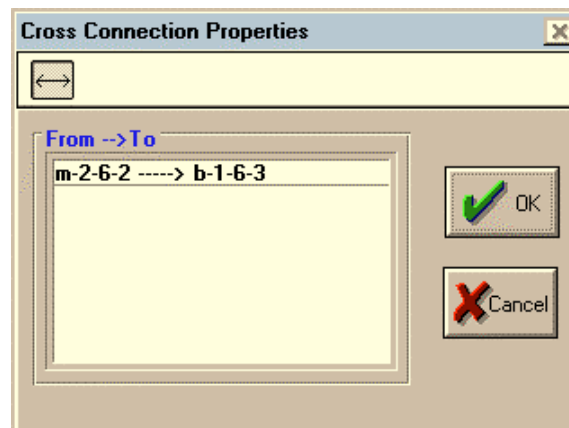 Cross Connection Properties
From -->To
m-2-6-2 -----> b-1-6-3
OK
Cancel